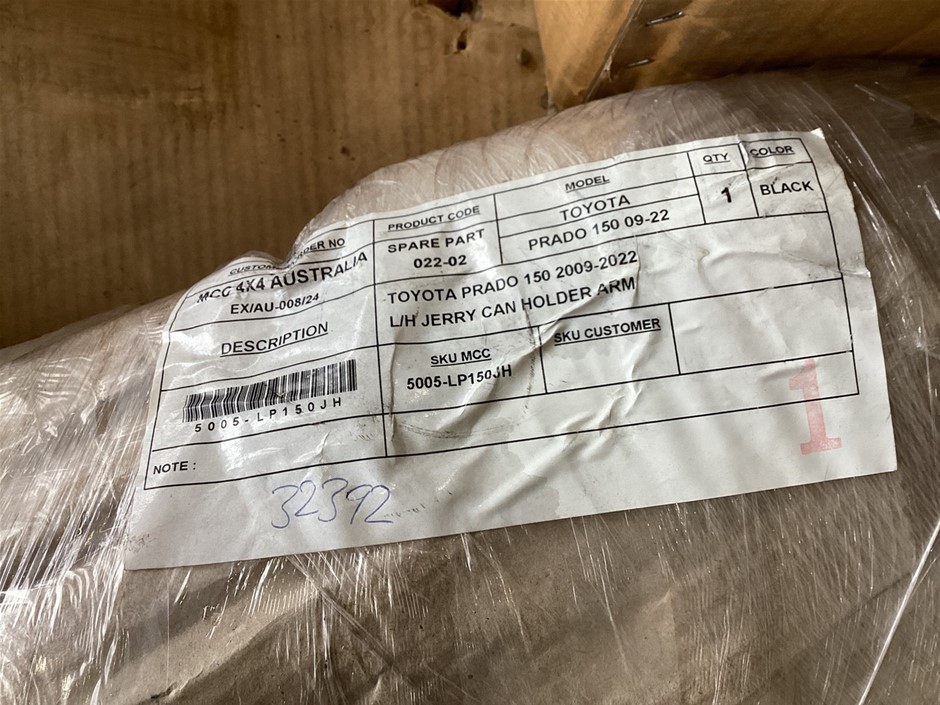 ER NO
MCC 4X4 AUSTRALIA
EX/AU-008/24
PRODUCT CODE
SPARE PART
022-02
MODEL
TOYOTA
PRADO 150 09-22
QTY
1
COLOR
BLACK
DESCRIPTION
TOYOTA PRADO 150 2009-2022
L/H JERRY CAN HOLDER ARM
5005-LP150JH
SKU MCC
5005-LP150JH
SKU CUSTOMER
NOTE :
1
32392